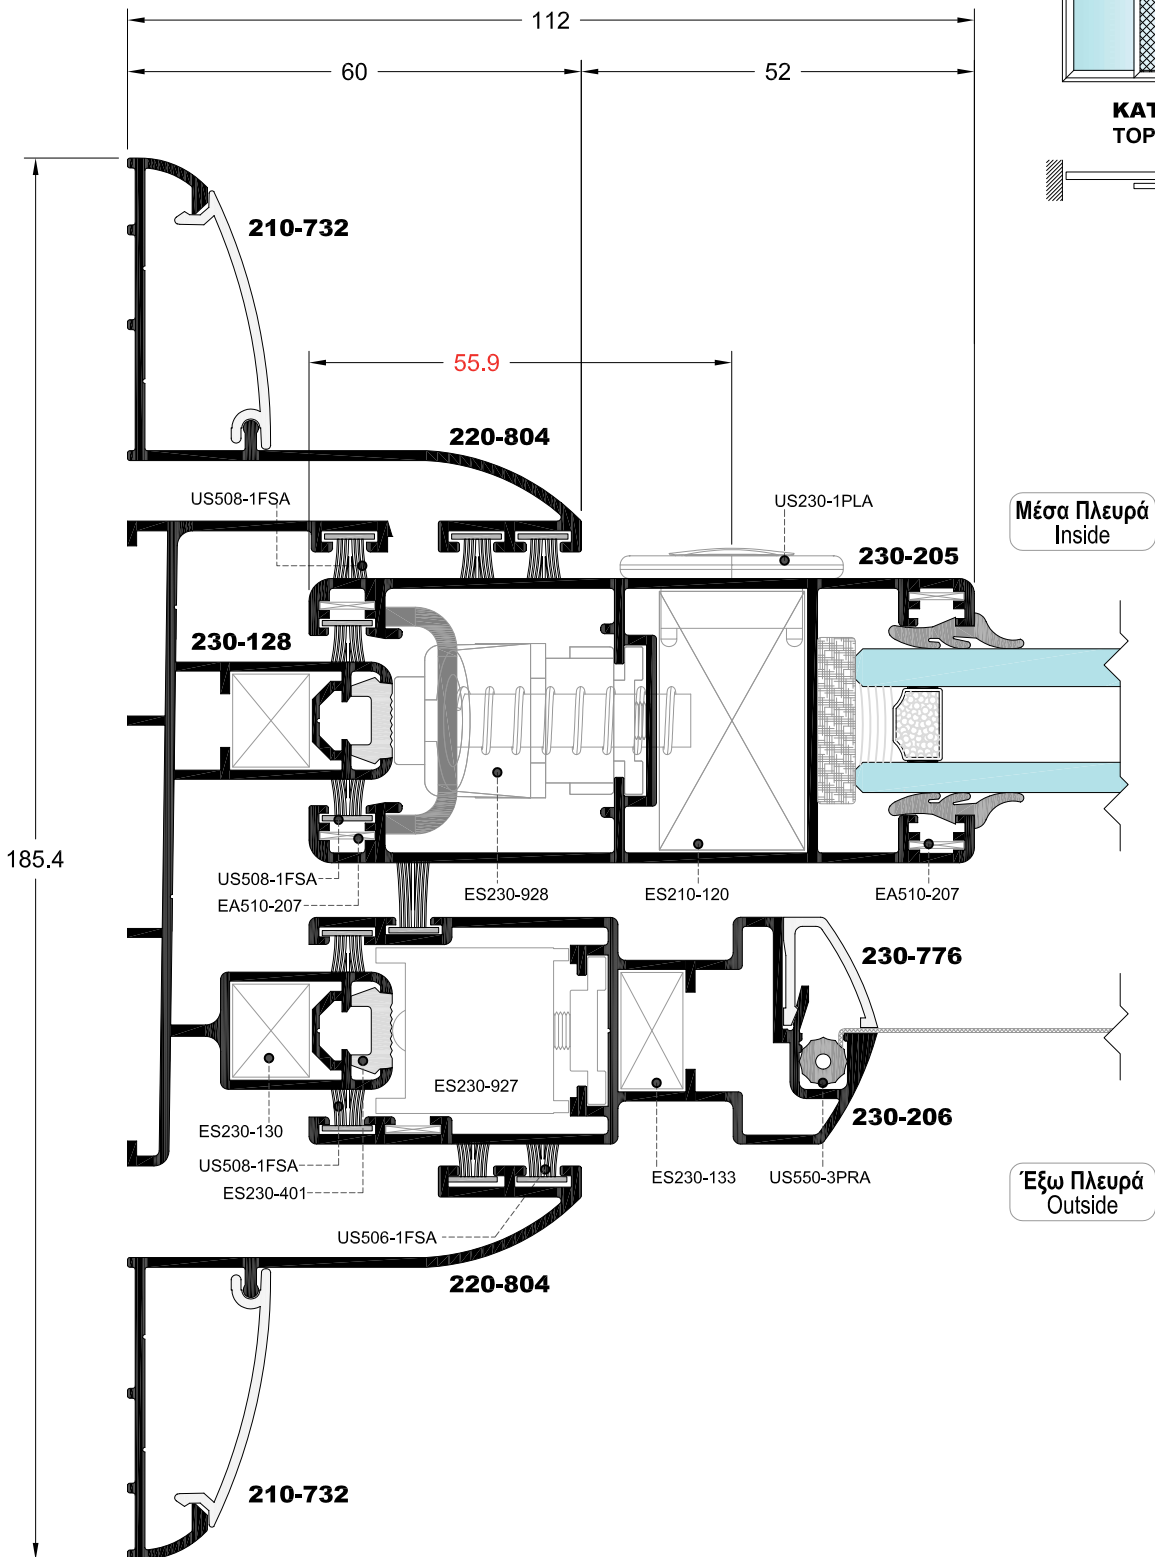 112
60
52
ΚΑΤ
TOP
210-732
55.9
220-804
US508-1FSA
US230-1PLA
Μέσα Πλευρά
Inside
230-205
230-128
185.4
US508-1FSA
EA510-207
ES230-928
ES210-120
EA510-207
230-776
ES230-927
ES230-130
US508-1FSA
ES230-401
230-206
ES230-133
US550-3PRA
Έξω Πλευρά
Outside
US506-1FSA
220-804
210-732